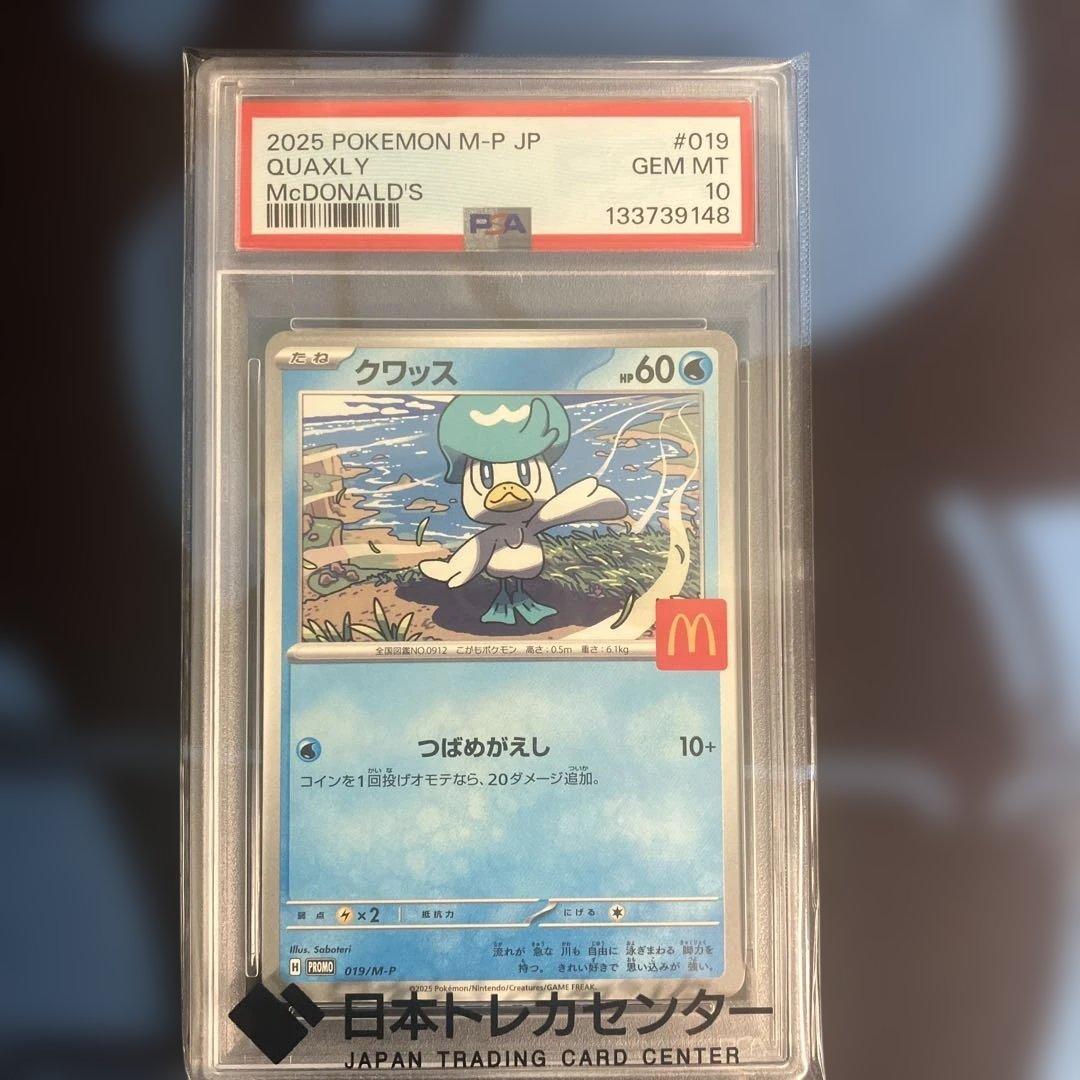 2025 POKEMON M-P JP #019
QUAXLY GEM MT
McDONALD'S 10
PSA 133739148
たね クワッス HP60
全国図鑑NO.0912 こがもポケモン 高さ:0.5m 重さ:6.1kg
M
つばめがえし 10+
コインを1回投げオモテなら、20ダメージ追加。
弱点 ×2 抵抗力 にげる
Illus. Saboteri
流れが 急な 川も 自由に 泳ぎまわる 脚力を
持つ。 きれい好きで 思い込みが 強い。
H PROMO 019/M-P
©2025 Pokémon/Nintendo/Creatures/GAME FREAK.
日本トレカセンター
JAPAN TRADING CARD CENTER